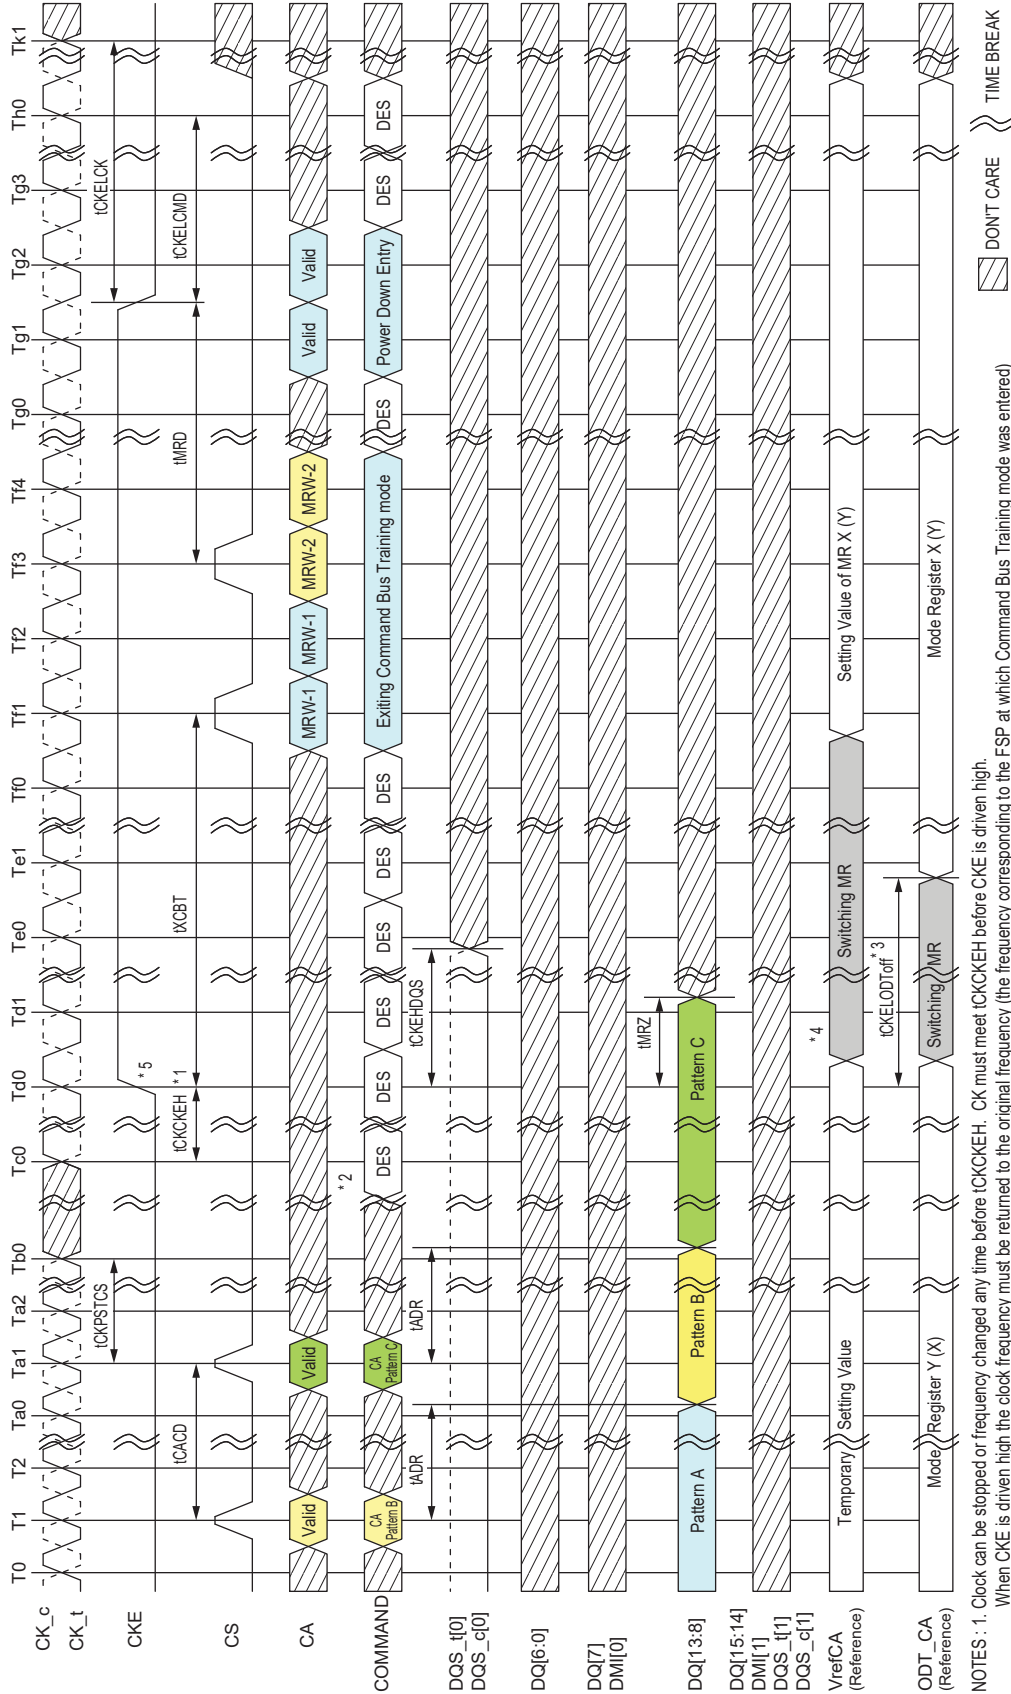 T0 T1 T2 Ta0 Ta1 Ta2 Tb0 Tc0 Td0 Td1 Te0 Te1 Tf0 Tf1 Tf2 Tf3 Tf4 Tg0 Tg1 Tg2 Tg3 Th0 Tk1
CK_c
CK_t
tCKPSTCS
tCKELCK
CKE
* 5
tCACD
tCKCKEH
* 1
tXCBT
tMRD
tCKELCMD
CS
CA
Valid
Valid
MRW-1
MRW-1
MRW-2
MRW-2
Valid
Valid
* 2
COMMAND
CA
Pattern B
CA
Pattern C
DES
DES
DES
DES
DES
DES
Exiting Command Bus Training mode
DES
Power Down Entry
DES
DES
tADR
tADR
tCKEHDQS
DQS_t[0]
DQS_c[0]
DQ[6:0]
DQ[7]
DMI[0]
tMRZ
DQ[13:8]
Pattern A
Pattern B
Pattern C
DQ[15:14]
DMI[1]
DQS_t[1]
DQS_c[1]
* 4
VrefCA
(Reference)
Temporary Setting Value
Switching MR
Setting Value of MR X (Y)
tCKELODToff
* 3
ODT_CA
(Reference)
Mode Register Y (X)
Switching MR
Mode Register X (Y)
NOTES : 1. Clock can be stopped or frequency changed any time before tCKCKEH. CK must meet tCKCKEH before CKE is driven high.
When CKE is driven high the clock frequency must be returned to the original frequency (the frequency corresponding to the FSP at which Command Bus Training mode was entered)
DON'T CARE
TIME BREAK